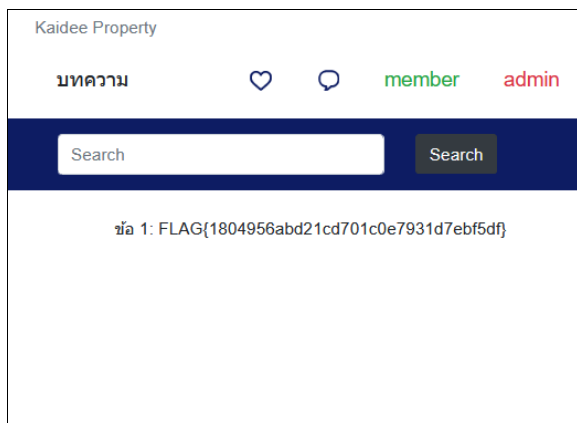 Kaidee Property
บทความ member admin
Search Search
ข้อ 1: FLAG{1804956abd21cd701c0e7931d7ebf5df}